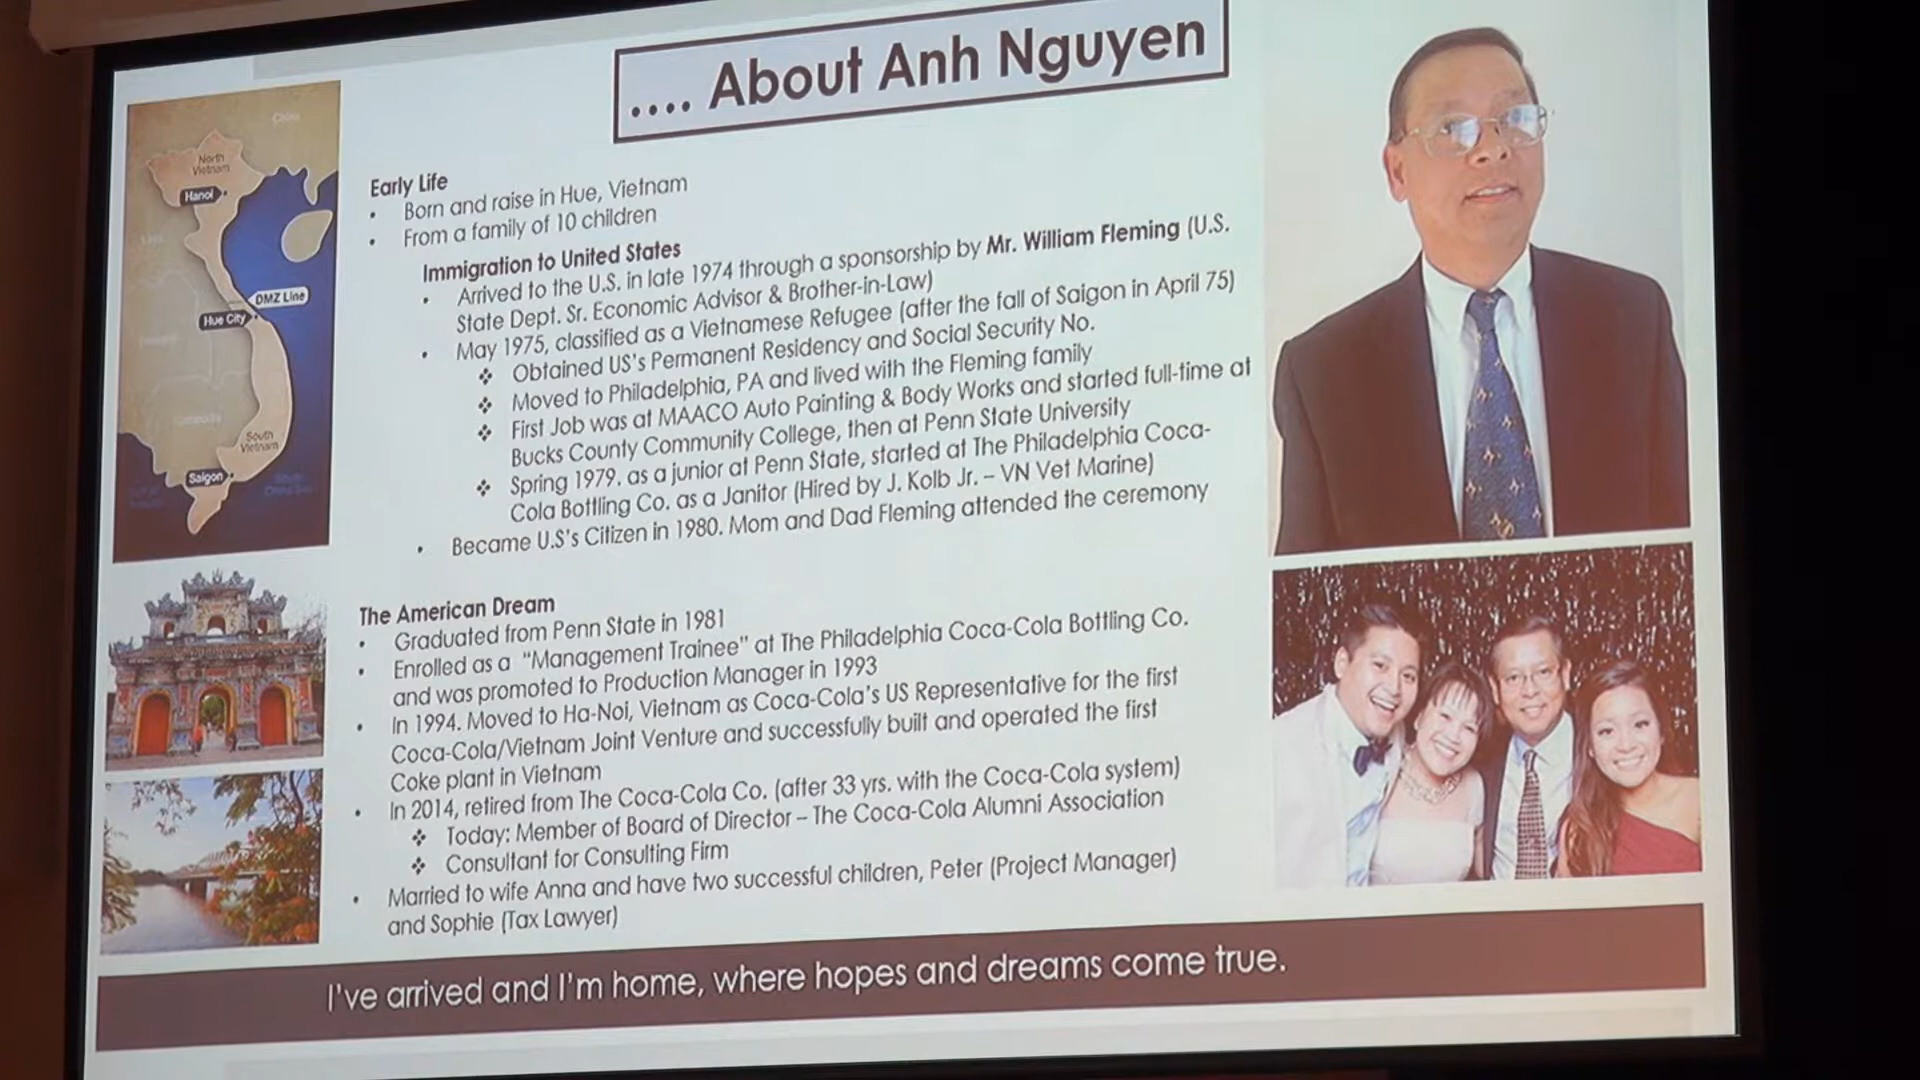 .... About Anh Nguyen
China
North
Vietnam
Hanoi
DMZ Line
Hue City
South
Vietnam
Saigon
Early Life
• Born and raise in Hue, Vietnam
• From a family of 10 children
Immigration to United States
• Arrived to the U.S. in late 1974 through a sponsorship by Mr. William Fleming (U.S.
State Dept. Sr. Economic Advisor & Brother-in-Law)
• May 1975, classified as a Vietnamese Refugee (after the fall of Saigon in April 75)
❖ Obtained US's Permanent Residency and Social Security No.
❖ Moved to Philadelphia, PA and lived with the Fleming family
❖ First Job was at MAACO Auto Painting & Body Works and started full-time at
Bucks County Community College, then at Penn State University
❖ Spring 1979. as a junior at Penn State, started at The Philadelphia Coca-
Cola Bottling Co. as a Janitor (Hired by J. Kolb Jr. – VN Vet Marine)
• Became U.S's Citizen in 1980. Mom and Dad Fleming attended the ceremony
The American Dream
• Graduated from Penn State in 1981
• Enrolled as a "Management Trainee" at The Philadelphia Coca-Cola Bottling Co.
and was promoted to Production Manager in 1993
• In 1994. Moved to Ha-Noi, Vietnam as Coca-Cola's US Representative for the first
Coca-Cola/Vietnam Joint Venture and successfully built and operated the first
Coke plant in Vietnam
• In 2014, retired from The Coca-Cola Co. (after 33 yrs. with the Coca-Cola system)
❖ Today: Member of Board of Director – The Coca-Cola Alumni Association
❖ Consultant for Consulting Firm
• Married to wife Anna and have two successful children, Peter (Project Manager)
and Sophie (Tax Lawyer)
I've arrived and I'm home, where hopes and dreams come true.